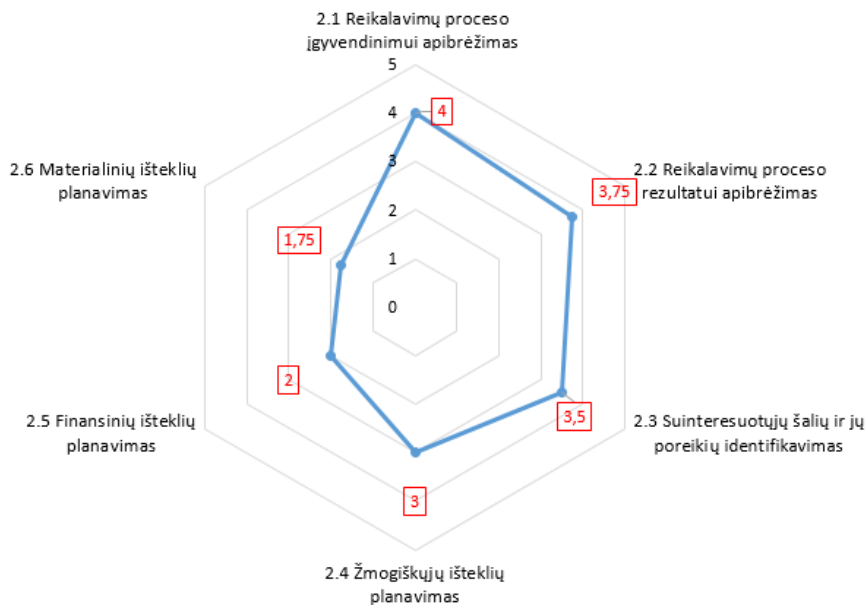 2.1 Reikalavimų proceso
įgyvendinimui apibrėžimas
5
4
4
3
2
1
0
2.2 Reikalavimų proceso
rezultatui apibrėžimas
3,75
2.3 Suinteresuotųjų šalių ir jų
poreikių identifikavimas
3,5
2.4 Žmogiškųjų išteklių
planavimas
3
2.5 Finansinių išteklių
planavimas
2
2.6 Materialinių išteklių
planavimas
1,75